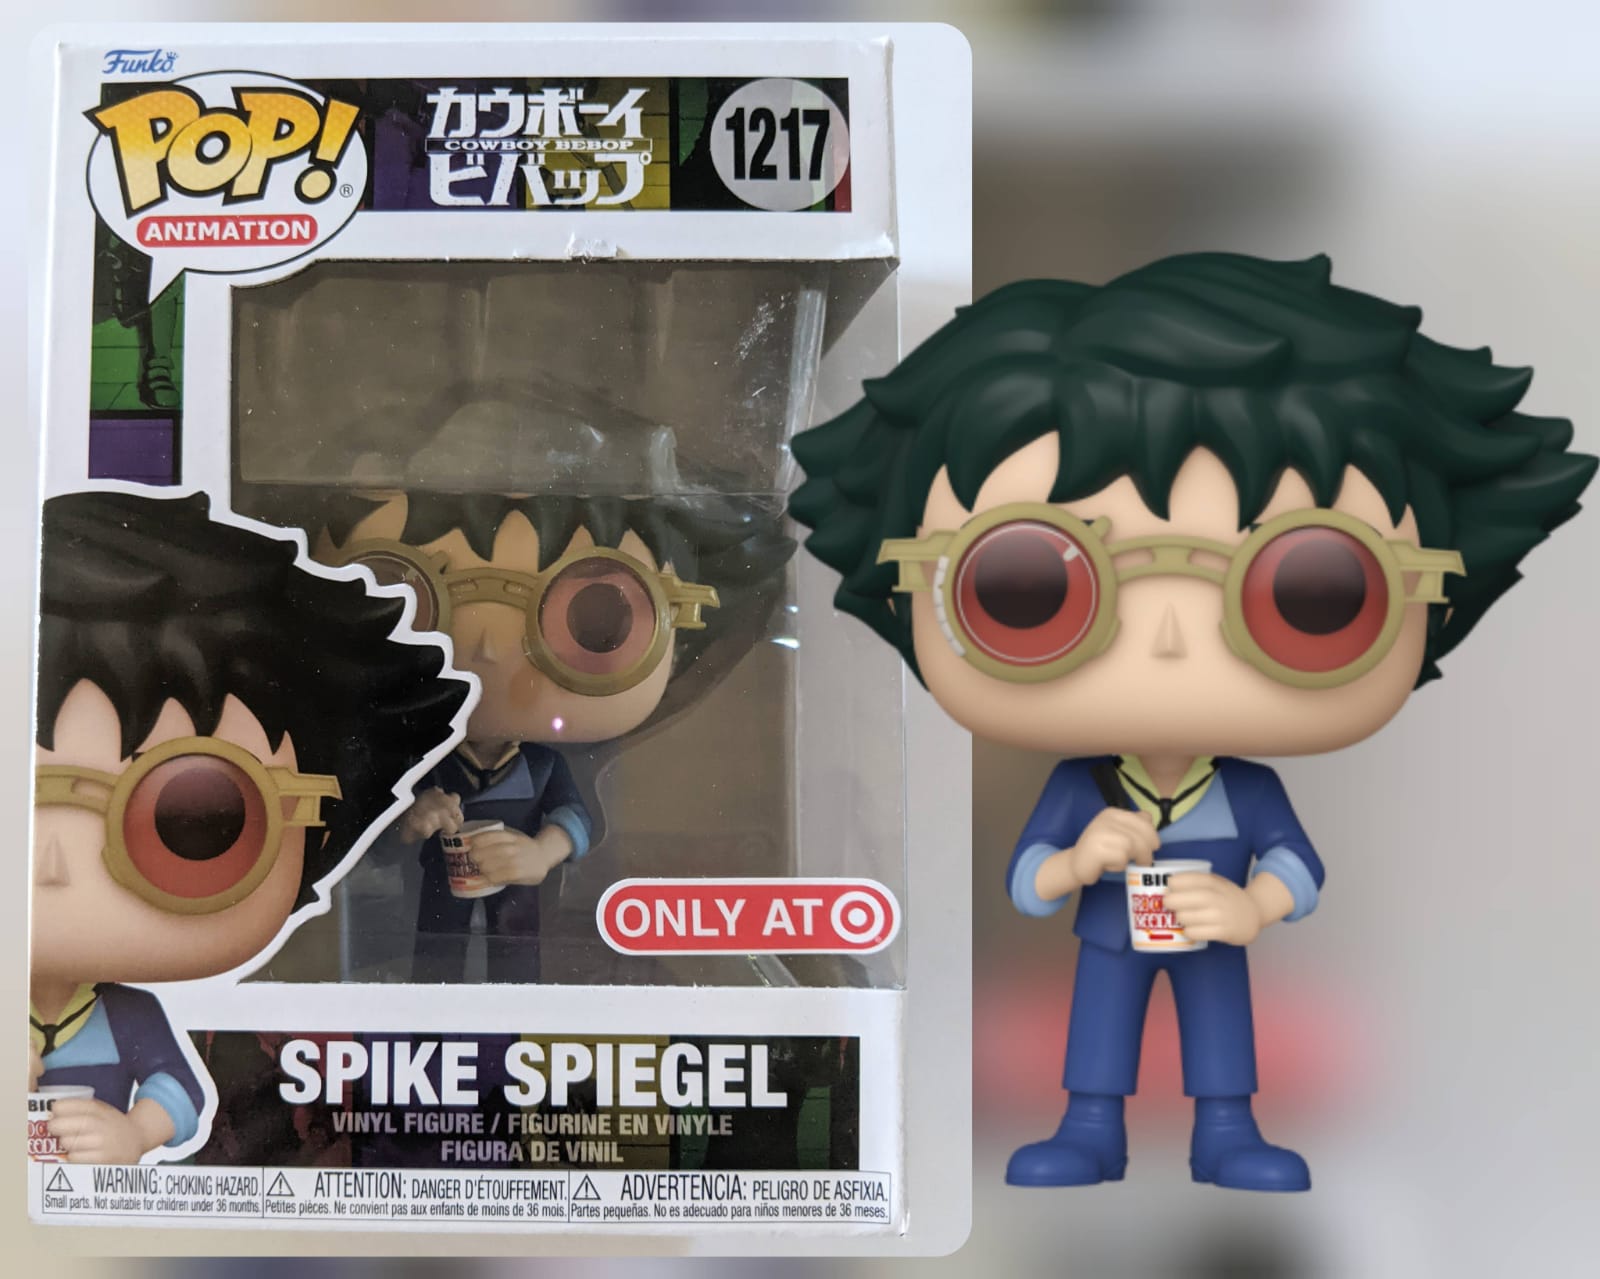 Funko
POP!®
ANIMATION
カウボーイ
COWBOY BEBOP
ビバップ
1217
BIG
ONLY AT
BIG
SPIKE SPIEGEL
VINYL FIGURE / FIGURINE EN VINYLE
FIGURA DE VINIL
BIG
WARNING: CHOKING HAZARD.
Small parts. Not suitable for children under 36 months.
ATTENTION: DANGER D'ÉTOUFFEMENT.
Petites pièces. Ne convient pas aux enfants de moins de 36 mois.
ADVERTENCIA: PELIGRO DE ASFIXIA.
Partes pequeñas. No es adecuado para niños menores de 36 meses.